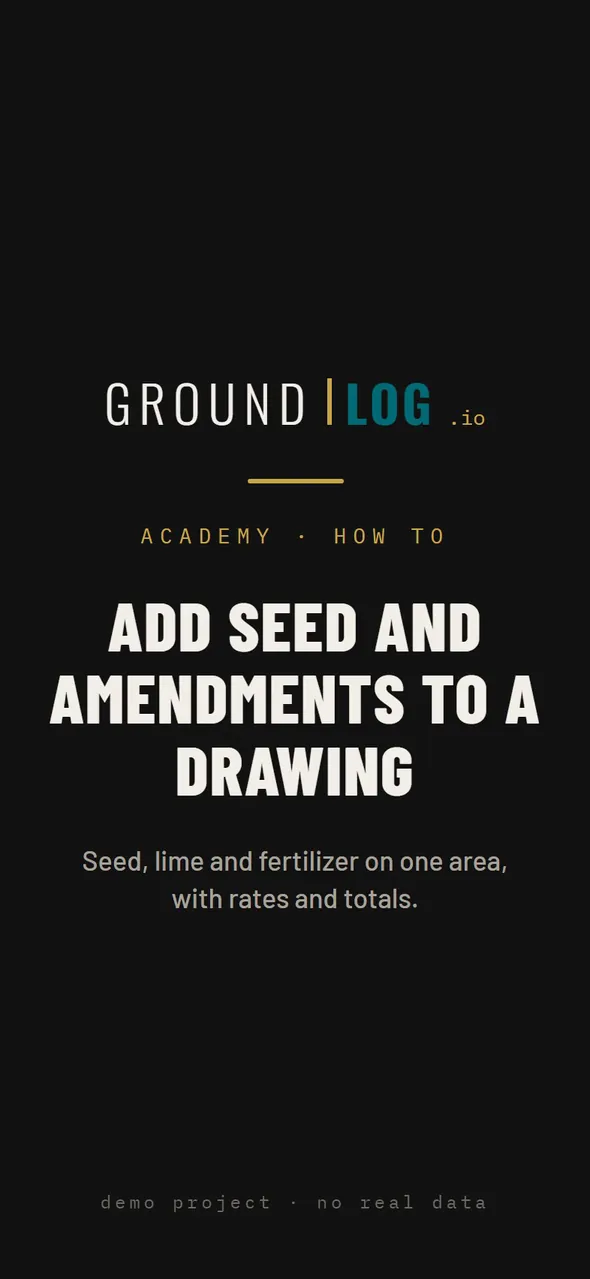 GROUND | LOG .io
ACADEMY · HOW TO
ADD SEED AND
AMENDMENTS TO A
DRAWING
Seed, lime and fertilizer on one area,
with rates and totals.
demo project · no real data